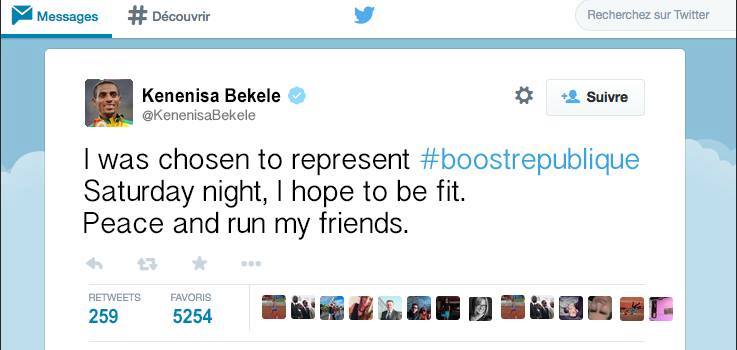 Messages
# Découvrir
Recherchez sur Twitter
Kenenisa Bekele
@KenenisaBekele
Suivre
I was chosen to represent #boostrepublique
Saturday night, I hope to be fit.
Peace and run my friends.
RETWEETS FAVORIS
259 5254